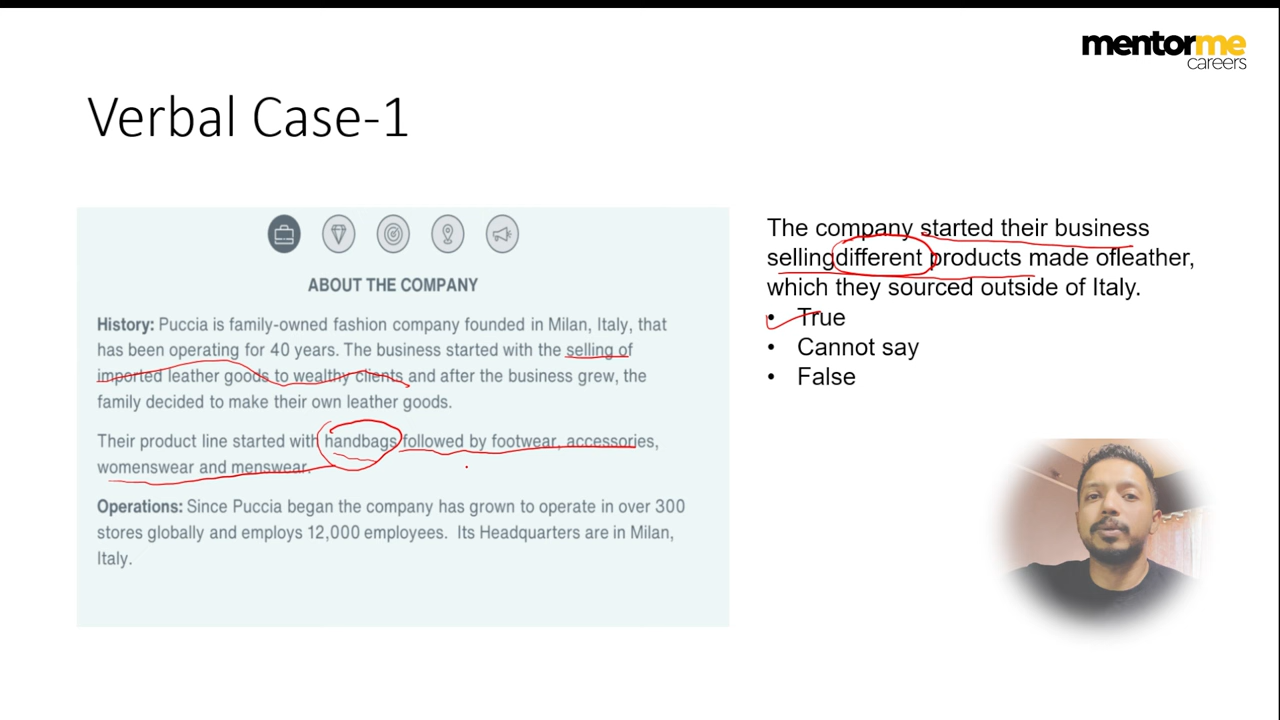 mentorme
careers
Verbal Case-1
ABOUT THE COMPANY
History: Puccia is family-owned fashion company founded in Milan, Italy, that
has been operating for 40 years. The business started with the selling of
imported leather goods to wealthy clients and after the business grew, the
family decided to make their own leather goods.
Their product line started with handbags followed by footwear, accessories,
womenswear and menswear.
Operations: Since Puccia began the company has grown to operate in over 300
stores globally and employs 12,000 employees. Its Headquarters are in Milan,
Italy.
The company started their business
sellingdifferent products made ofleather,
which they sourced outside of Italy.
• True
• Cannot say
• False